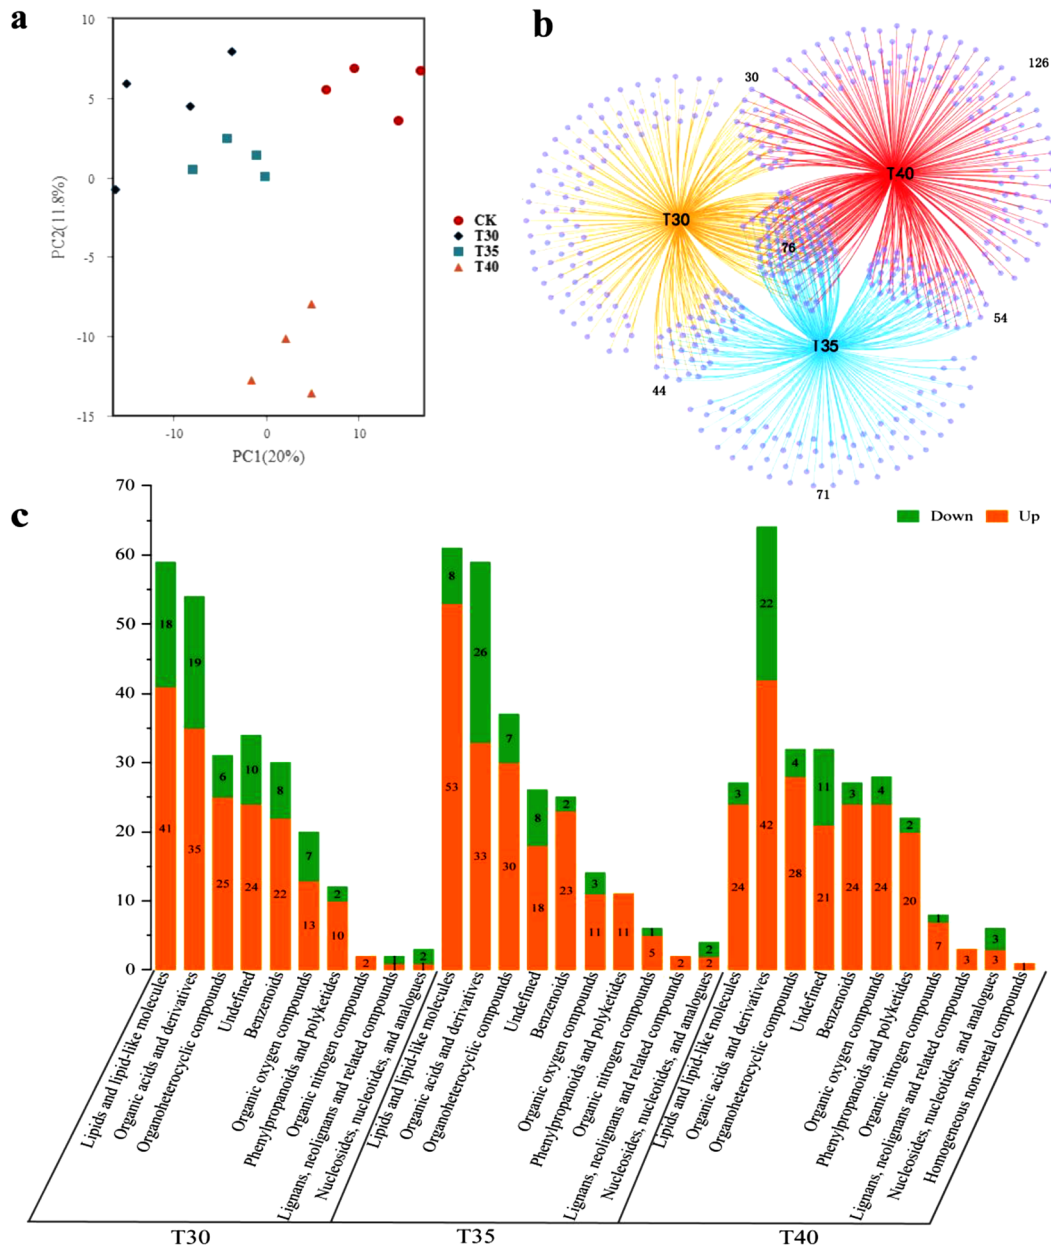 a
10
5
0
-5
-10
-15
PC2(11.8%)
-10
0
10
PC1(20%)
CK
T30
T35
T40
b
30
126
T40
T30
76
54
T35
44
71
c
Down
Up
70
60
50
40
30
20
10
0
18
41
19
35
6
25
10
24
8
22
7
13
2
10
2
1
1
2
1
8
53
26
33
7
30
8
18
2
23
3
11
11
1
5
2
2
2
3
24
22
42
4
28
11
21
3
24
4
24
2
20
1
7
3
3
3
1
Lipids and lipid-like molecules
Organic acids and derivatives
Organoheterocyclic compounds
Undefined
Benzenoids
Organic oxygen compounds
Phenylpropanoids and polyketides
Organic nitrogen compounds
Lignans, neolignans and related compounds
Nucleosides, nucleotides, and analogues
Lipids and lipid-like molecules
Organic acids and derivatives
Organoheterocyclic compounds
Undefined
Benzenoids
Organic oxygen compounds
Phenylpropanoids and polyketides
Organic nitrogen compounds
Lignans, neolignans and related compounds
Nucleosides, nucleotides, and analogues
Lipids and lipid-like molecules
Organic acids and derivatives
Organoheterocyclic compounds
Undefined
Benzenoids
Organic oxygen compounds
Phenylpropanoids and polyketides
Organic nitrogen compounds
Lignans, neolignans and related compounds
Nucleosides, nucleotides, and analogues
Homogeneous non-metal compounds
T30
T35
T40